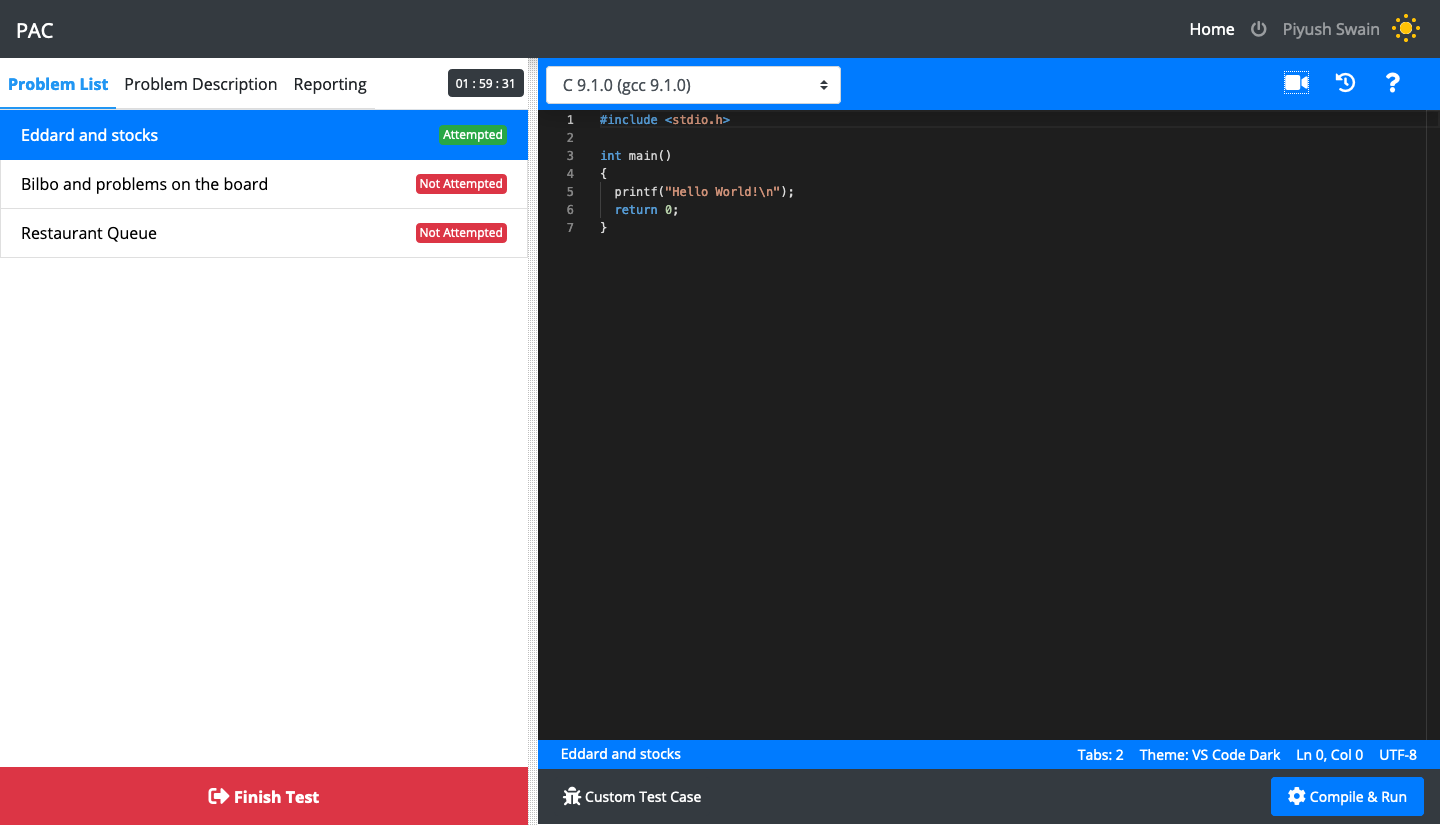 PAC
Home Piyush Swain
Problem List Problem Description Reporting 01 : 59 : 31
Eddard and stocks Attempted
Bilbo and problems on the board Not Attempted
Restaurant Queue Not Attempted
Finish Test
C 9.1.0 (gcc 9.1.0)
1 #include <stdio.h>
2
3 int main()
4 {
5 printf("Hello World!\n");
6 return 0;
7 }
Eddard and stocks Tabs: 2 Theme: VS Code Dark Ln 0, Col 0 UTF-8
Custom Test Case Compile & Run